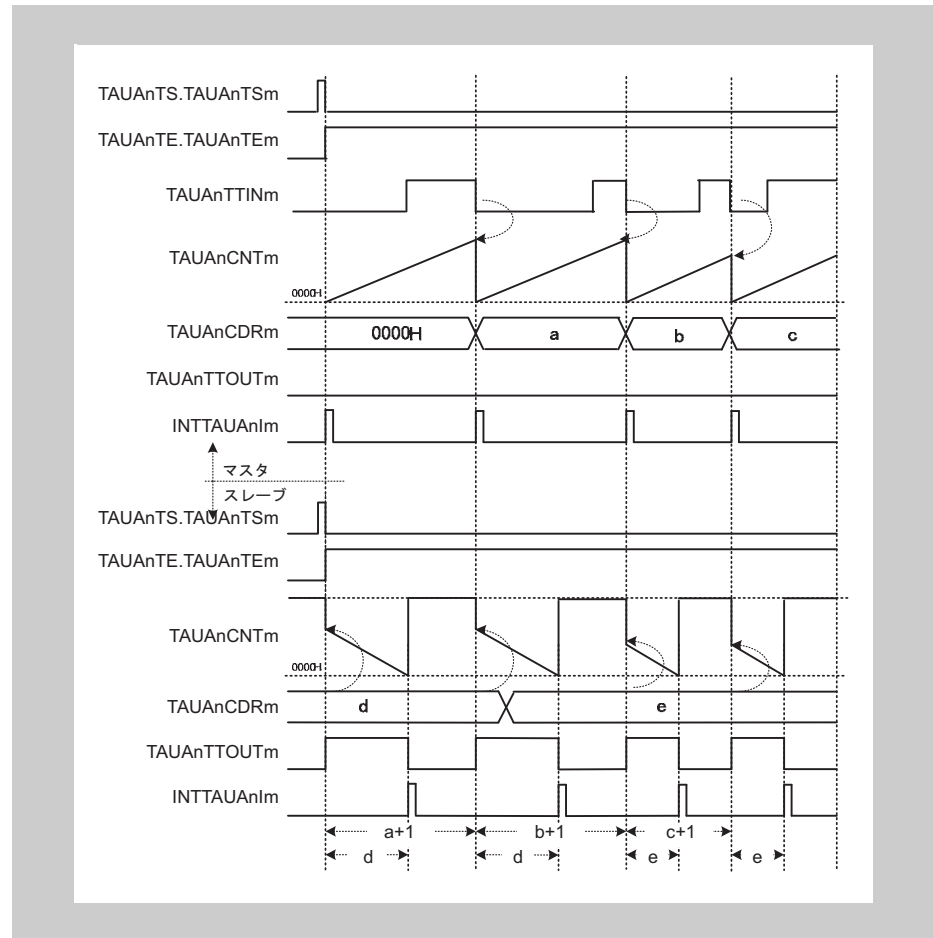 TAUAnTS.TAUAnTSm
TAUAnTE.TAUAnTEm
TAUAnTTINm
TAUAnCNTm
0000H
TAUAnCDRm
0000H a b c
TAUAnTTOUTm
INTTAUAnIm
マスタ
スレーブ
TAUAnTS.TAUAnTSm
TAUAnTE.TAUAnTEm
TAUAnCNTm
0000H
TAUAnCDRm
d e
TAUAnTTOUTm
INTTAUAnIm
a+1 b+1 c+1
d d e e